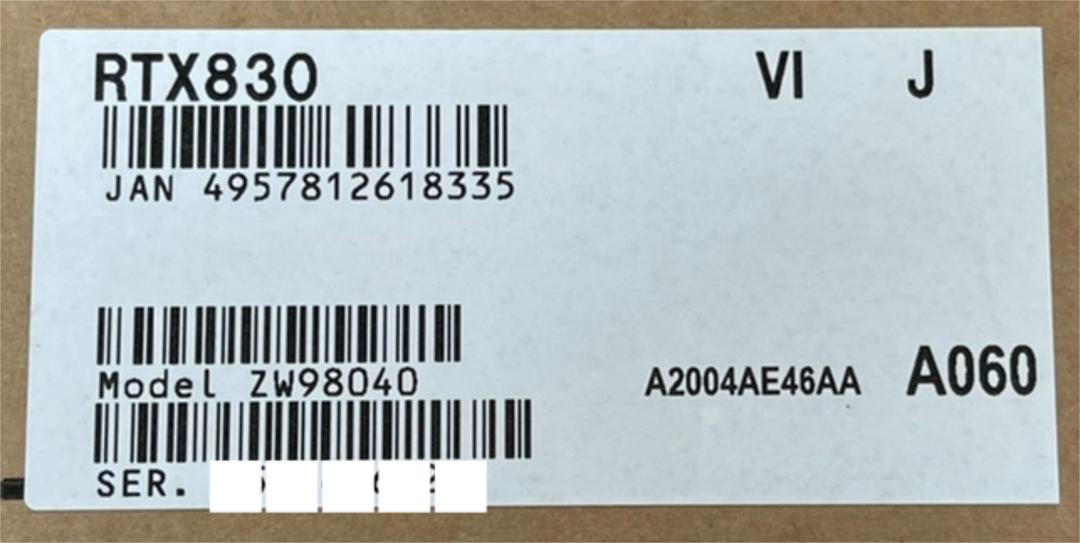 RTX830 VI J
JAN 4957812618335
Model ZW98040 A2004AE46AA A060
SER.